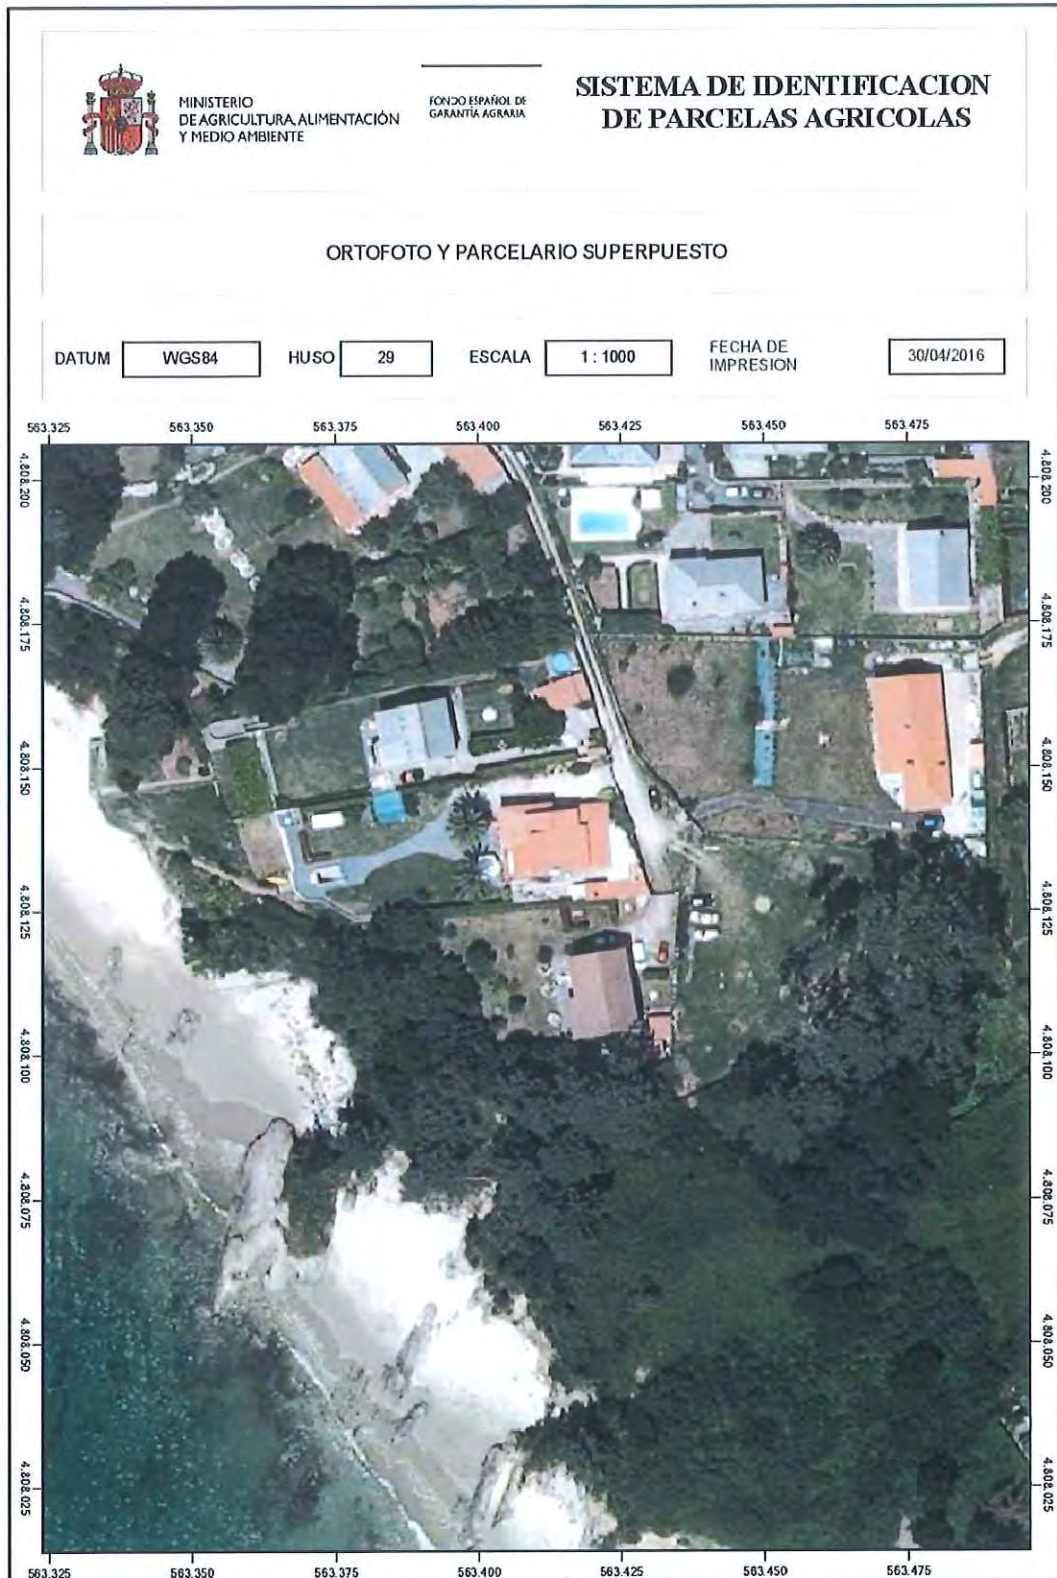 MINISTERIO
DE AGRICULTURA, ALIMENTACIÓN
Y MEDIO AMBIENTE
FONDO ESPAÑOL DE
GARANTÍA AGRARIA
SISTEMA DE IDENTIFICACION
DE PARCELAS AGRICOLAS
ORTOFOTO Y PARCELARIO SUPERPUESTO
DATUM WGS84 HUSO 29 ESCALA 1 : 1000 FECHA DE
IMPRESION 30/04/2016
563.325 563.350 563.375 563.400 563.425 563.450 563.475
4.808.200 4.808.200
4.808.175 4.808.175
4.808.150 4.808.150
4.808.125 4.808.125
4.808.100 4.808.100
4.808.075 4.808.075
4.808.050 4.808.050
4.808.025 4.808.025
563.325 563.350 563.375 563.400 563.425 563.450 563.475